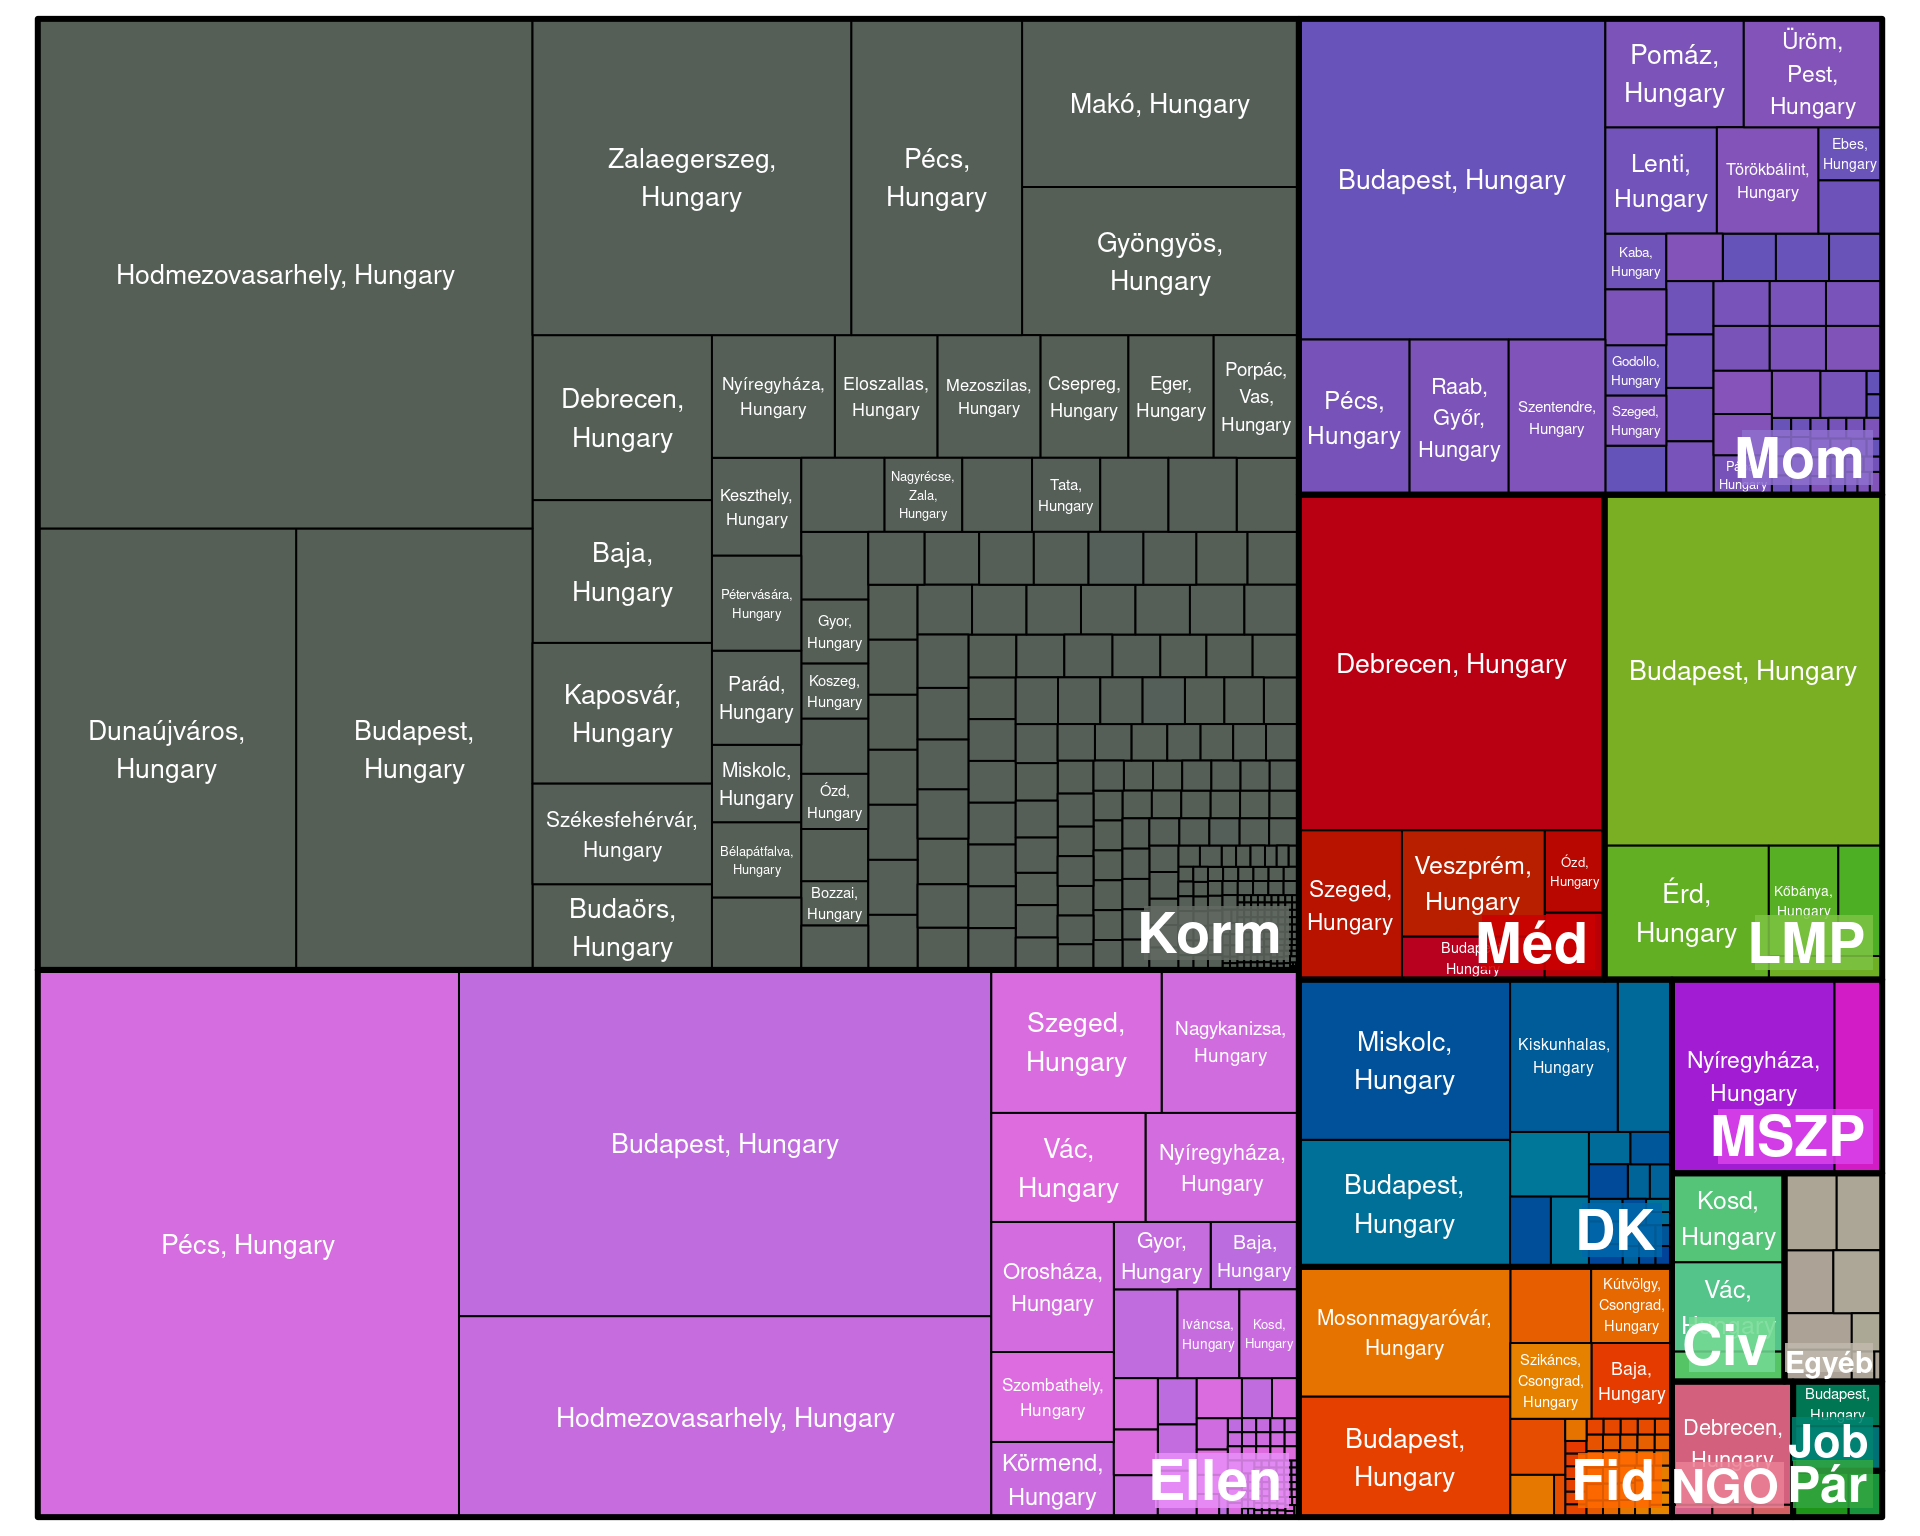 Hodmezovasarhely, Hungary
Zalaegerszeg,
Hungary
Pécs,
Hungary
Makó, Hungary
Gyöngyös,
Hungary
Dunaújváros,
Hungary
Budapest,
Hungary
Debrecen,
Hungary
Baja,
Hungary
Kaposvár,
Hungary
Székesfehérvár,
Hungary
Budaörs,
Hungary
Nyíregyháza,
Hungary
Eloszallas,
Hungary
Mezoszilas,
Hungary
Csepreg,
Hungary
Eger,
Hungary
Porpác,
Vas,
Hungary
Keszthely,
Hungary
Nagyrécse,
Zala,
Hungary
Tata,
Hungary
Pétervására,
Hungary
Gyor,
Hungary
Parád,
Hungary
Koszeg,
Hungary
Miskolc,
Hungary
Ózd,
Hungary
Bélapátfalva,
Hungary
Bozzai,
Hungary
Korm
Budapest, Hungary
Pomáz,
Hungary
Üröm,
Pest,
Hungary
Lenti,
Hungary
Törökbálint,
Hungary
Ebes,
Hungary
Kaba,
Hungary
Pécs,
Hungary
Raab,
Győr,
Hungary
Szentendre,
Hungary
Godollo,
Hungary
Szeged,
Hungary
Hungary
Mom
Debrecen, Hungary
Szeged,
Hungary
Veszprém,
Hungary
Ózd,
Hungary
Budapest,
Hungary
Méd
Budapest, Hungary
Érd,
Hungary
Kőbánya,
Hungary
LMP
Pécs, Hungary
Budapest, Hungary
Hodmezovasarhely, Hungary
Szeged,
Hungary
Nagykanizsa,
Hungary
Vác,
Hungary
Nyíregyháza,
Hungary
Orosháza,
Hungary
Gyor,
Hungary
Baja,
Hungary
Iváncsa,
Hungary
Kosd,
Hungary
Szombathely,
Hungary
Körmend,
Hungary
Ellen
Miskolc,
Hungary
Kiskunhalas,
Hungary
Budapest,
Hungary
DK
Nyíregyháza,
Hungary
MSZP
Mosonmagyaróvár,
Hungary
Kútvölgy,
Csongrad,
Hungary
Szikáncs,
Csongrad,
Hungary
Baja,
Hungary
Budapest,
Hungary
Fid
Kosd,
Hungary
Vác,
Hungary
Civ
Egyéb
Debrecen,
Hungary
NGO
Budapest,
Hungary
Job
Pár